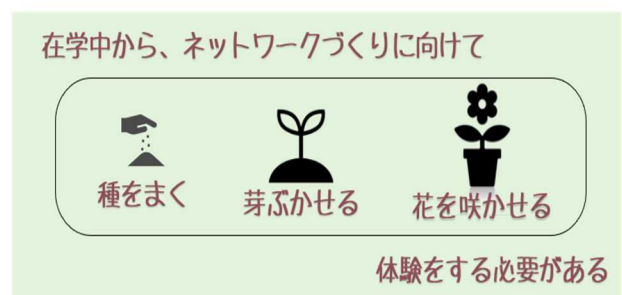 在学中から、ネットワークづくりに向けて
種をまく
芽ぶかせる
花を咲かせる
体験をする必要がある